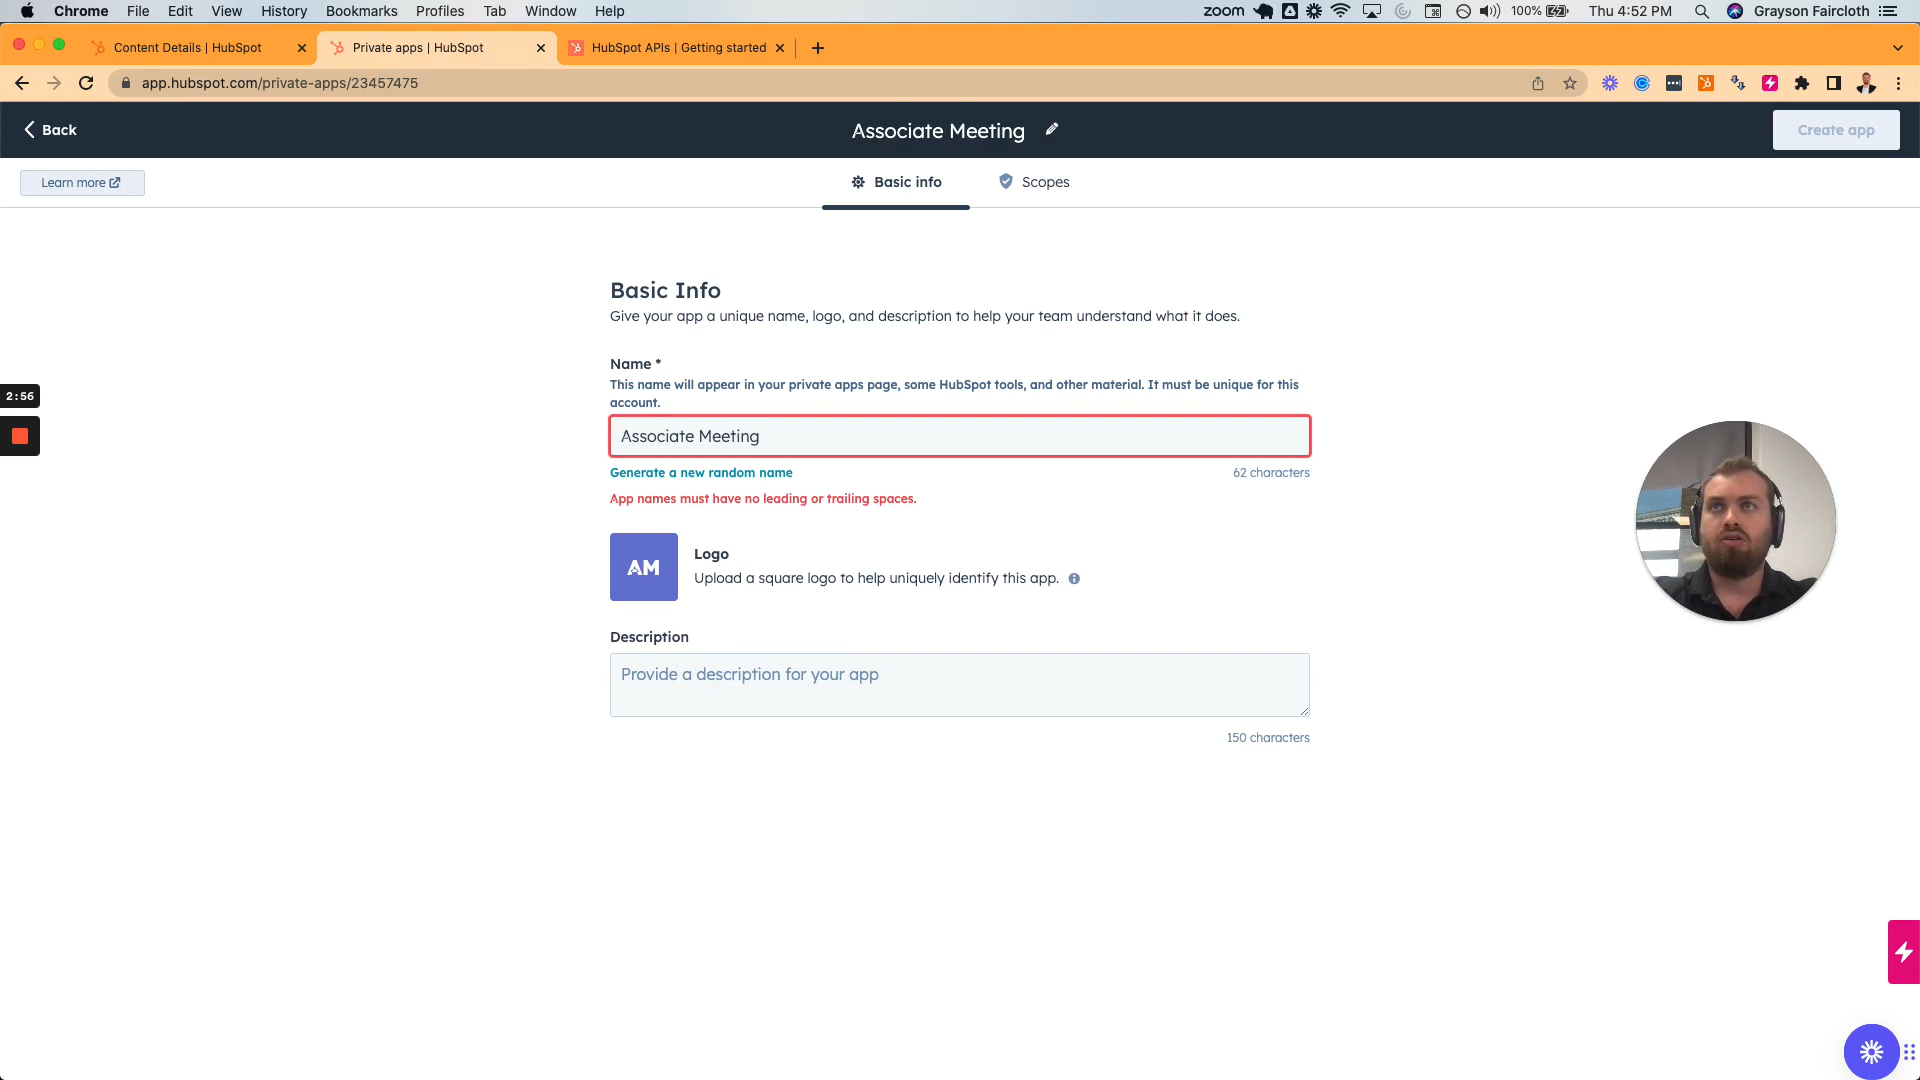 Chrome File Edit View History Bookmarks Profiles Tab Window Help zoom 100% Thu 4:52 PM Grayson Faircloth
Content Details | HubSpot Private apps | HubSpot HubSpot APIs | Getting started
app.hubspot.com/private-apps/23457475
Back Associate Meeting Create app
Learn more Basic info Scopes
Basic Info
Give your app a unique name, logo, and description to help your team understand what it does.
Name *
This name will appear in your private apps page, some HubSpot tools, and other material. It must be unique for this
account.
2:56
Associate Meeting
Generate a new random name 62 characters
App names must have no leading or trailing spaces.
AM
Logo
Upload a square logo to help uniquely identify this app.
Description
Provide a description for your app
150 characters